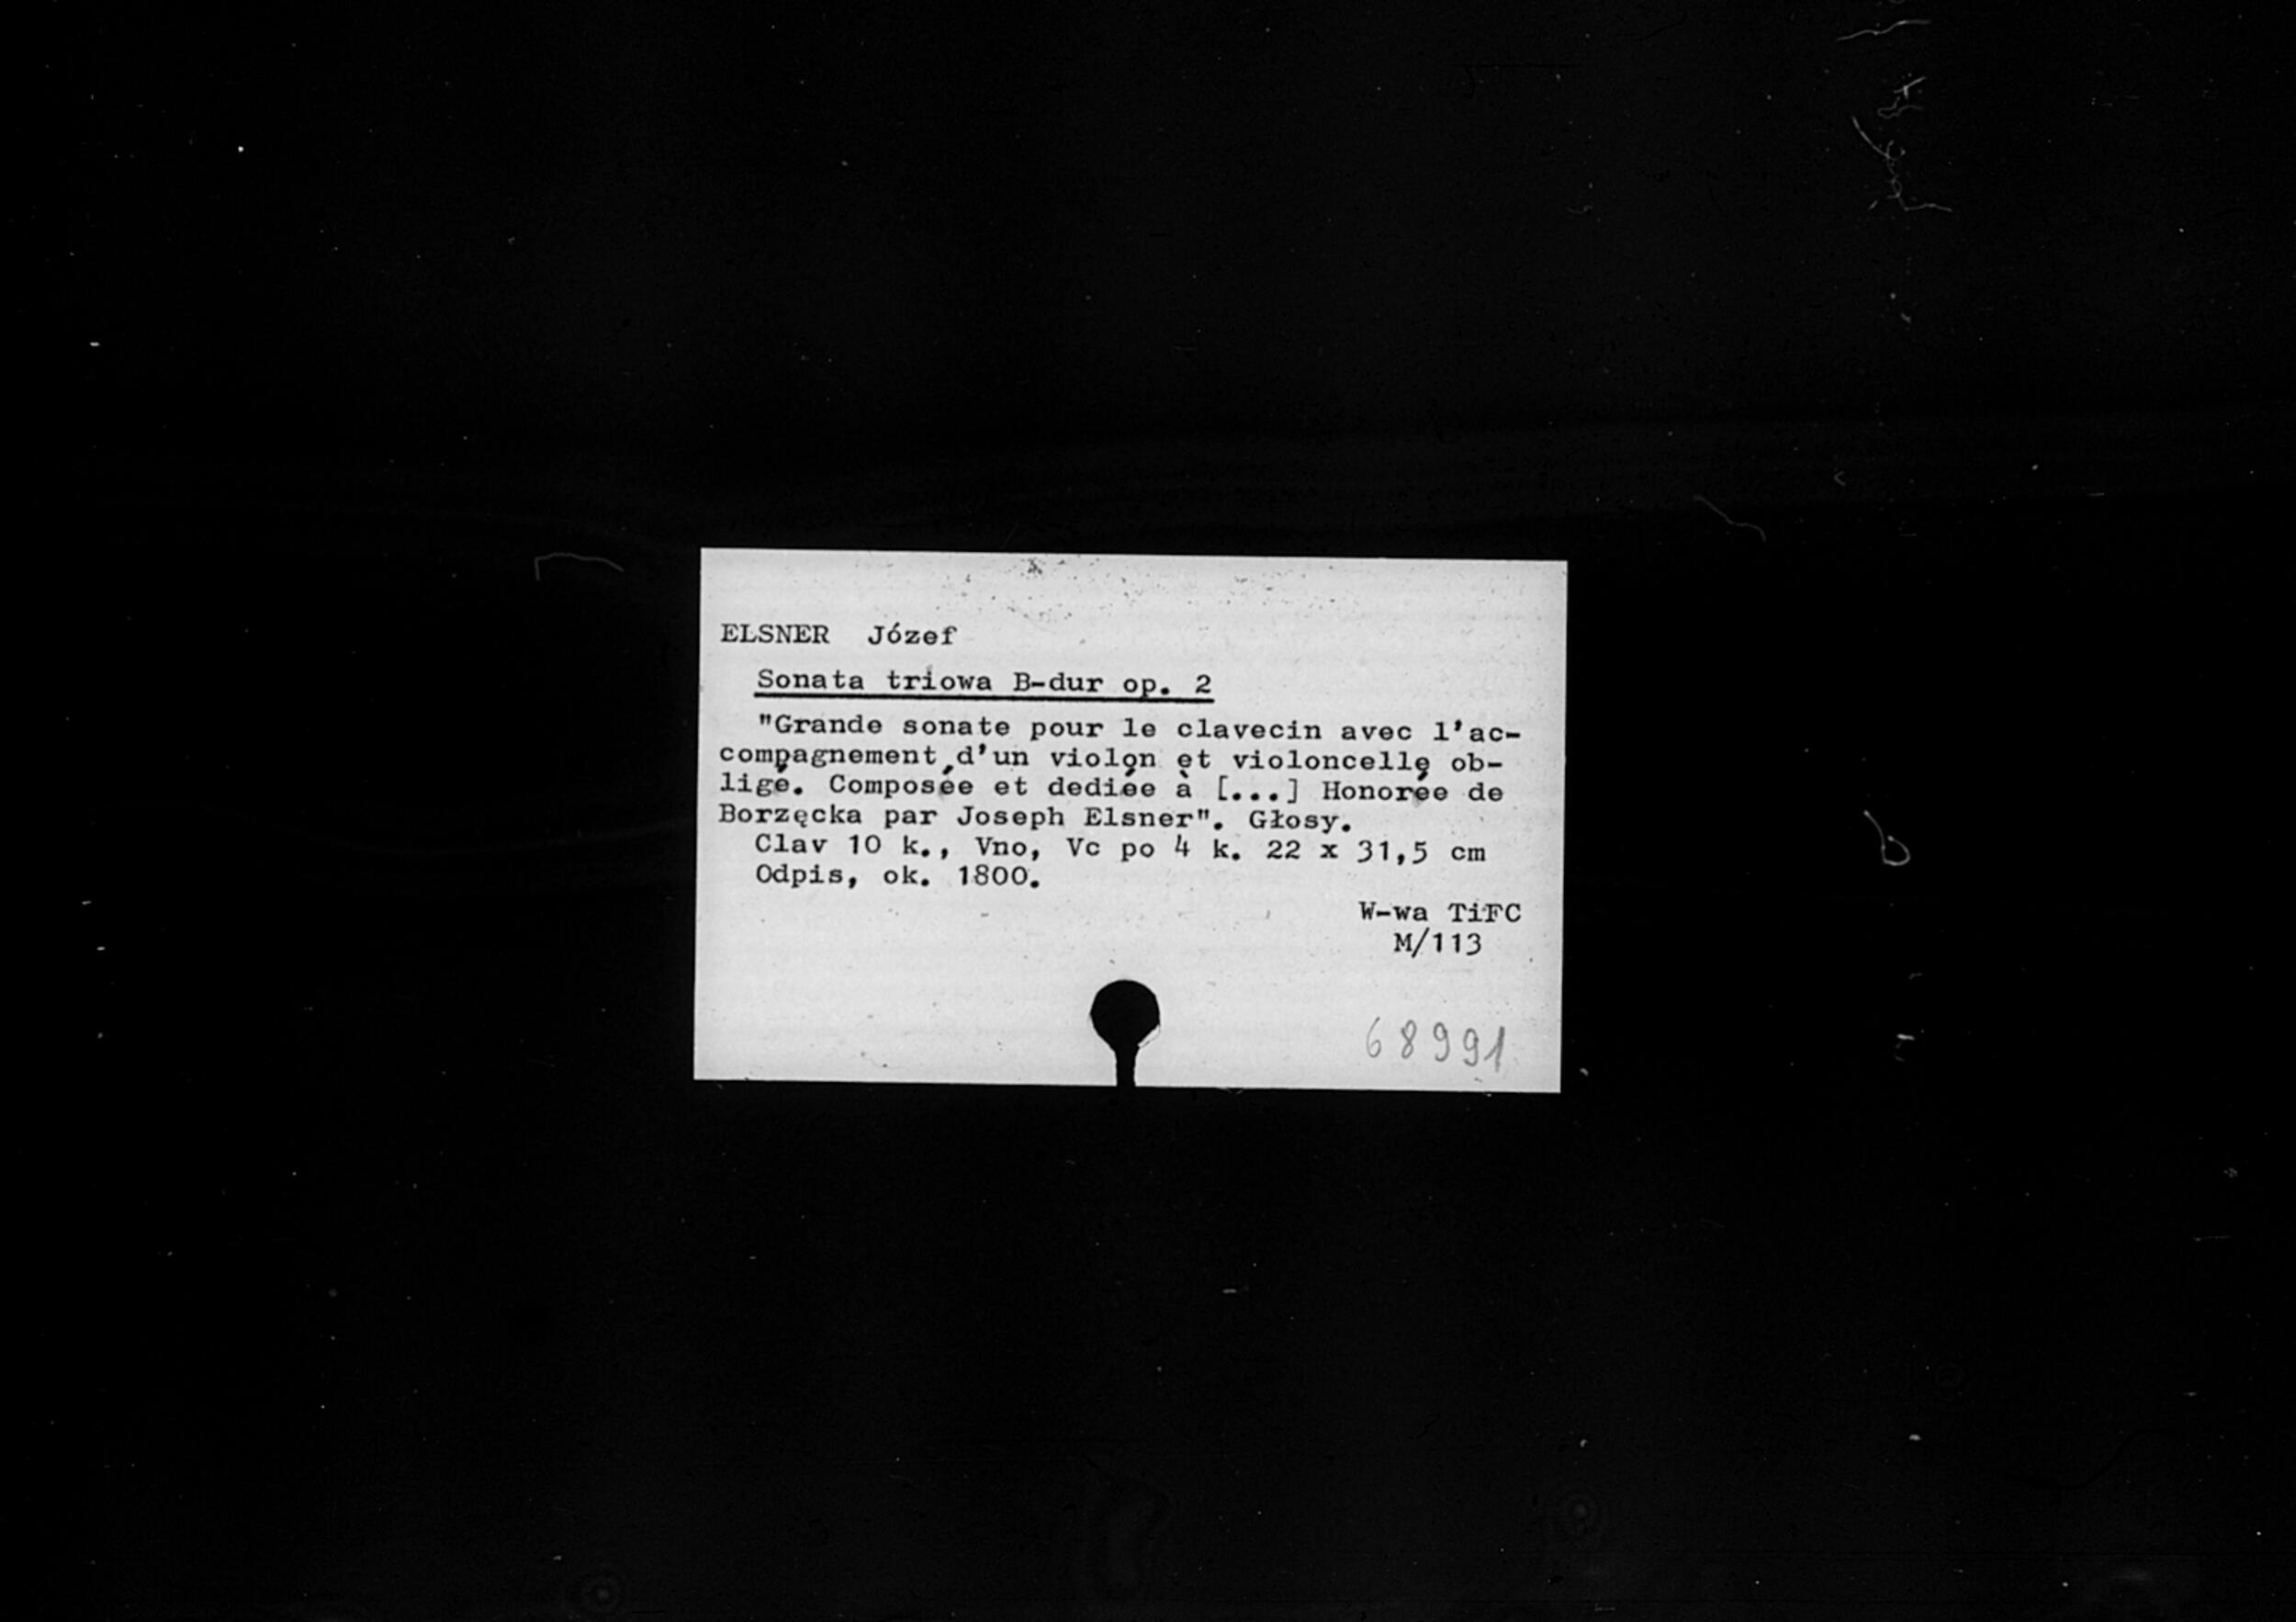 ELSNER Józef
Sonata triowa B-dur op. 2
"Grande sonate pour le clavecin avec l'ac-
compagnement d'un violon et violoncelle ob-
ligé. Composée et dediée à [...] Honorée de
Borzęcka par Joseph Elsner". Głosy.
Clav 10 k., Vno, Vc po 4 k. 22 x 31,5 cm
Odpis, ok. 1800.
W-wa TiFC
M/113
68991